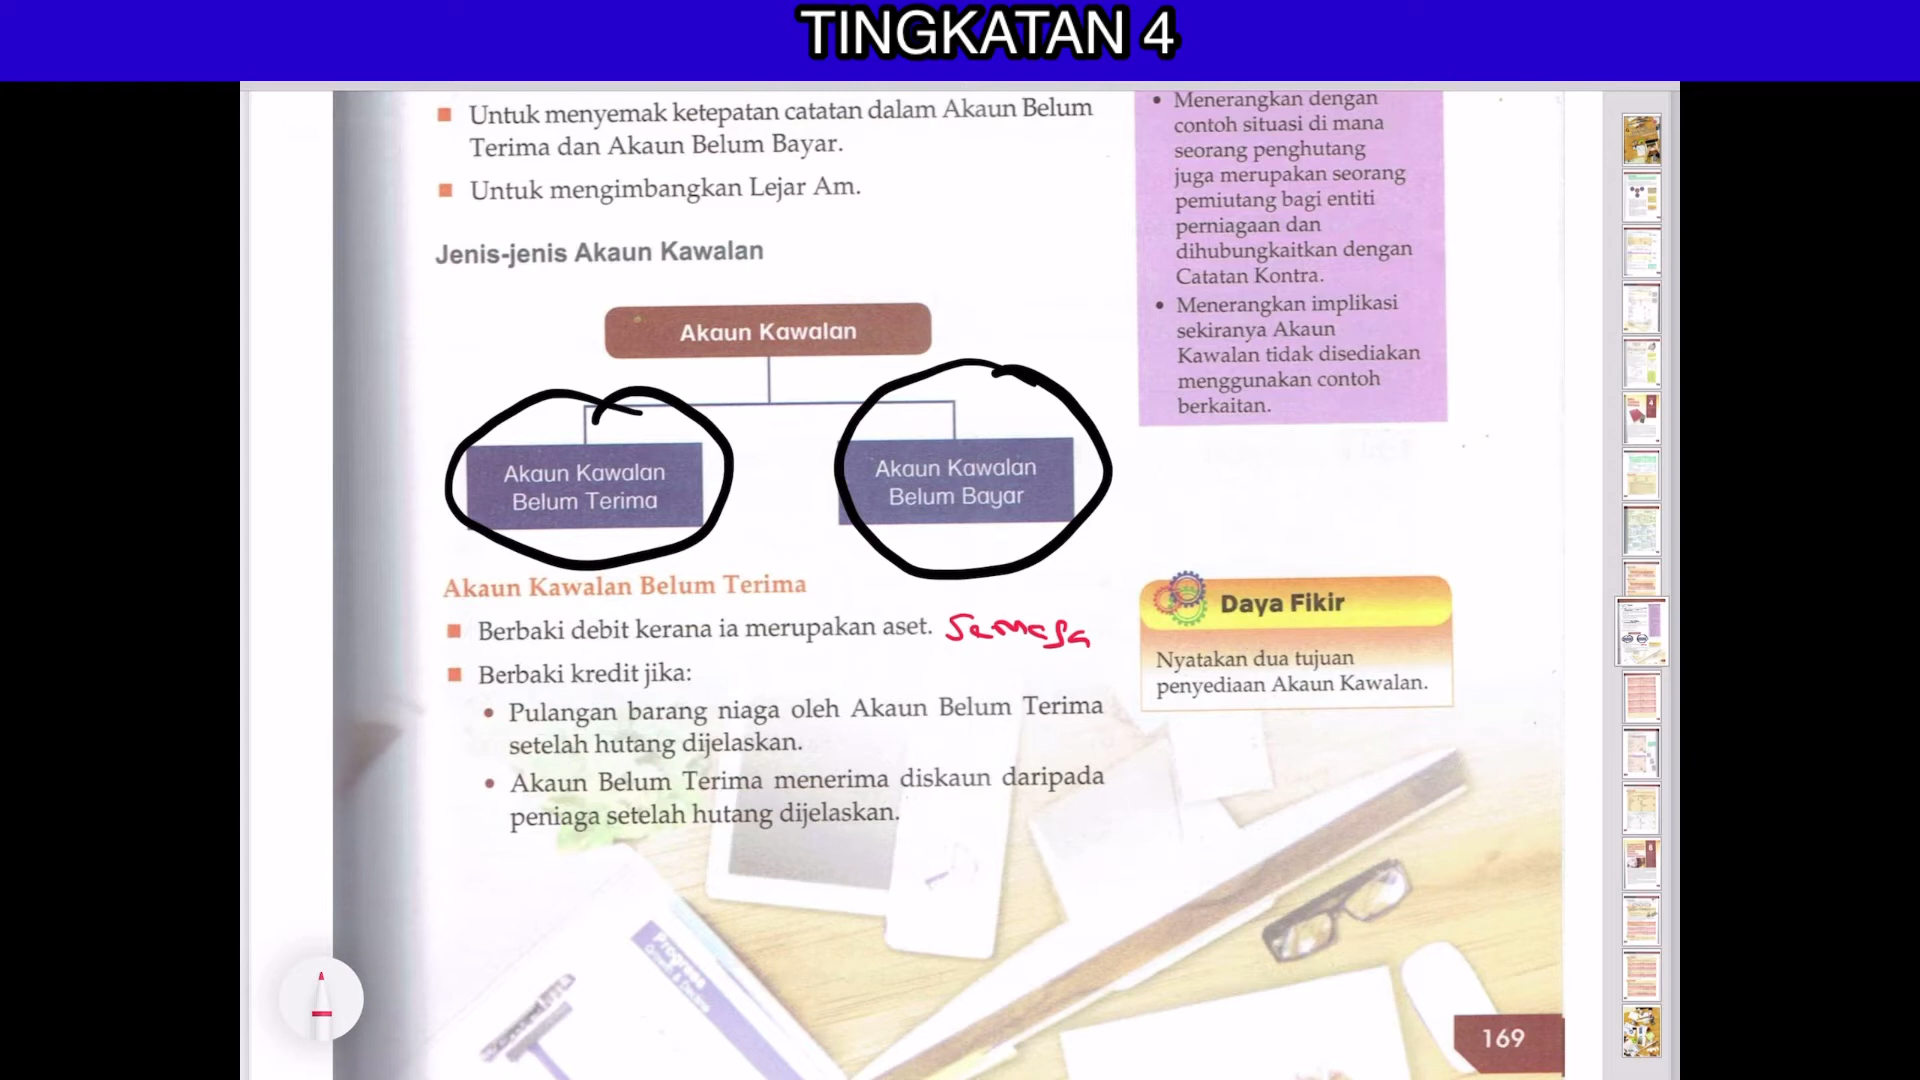 TINGKATAN 4
Untuk menyemak ketepatan catatan dalam Akaun Belum
Terima dan Akaun Belum Bayar.
Untuk mengimbangkan Lejar Am.
Jenis-jenis Akaun Kawalan
Akaun Kawalan
Akaun Kawalan
Belum Terima
Akaun Kawalan
Belum Bayar
Akaun Kawalan Belum Terima
Berbaki debit kerana ia merupakan aset. Semasa
Berbaki kredit jika:
• Pulangan barang niaga oleh Akaun Belum Terima
setelah hutang dijelaskan.
• Akaun Belum Terima menerima diskaun daripada
peniaga setelah hutang dijelaskan.
• Menerangkan dengan
contoh situasi di mana
seorang penghutang
juga merupakan seorang
pemiutang bagi entiti
perniagaan dan
dihubungkaitkan dengan
Catatan Kontra.
• Menerangkan implikasi
sekiranya Akaun
Kawalan tidak disediakan
menggunakan contoh
berkaitan.
Daya Fikir
Nyatakan dua tujuan
penyediaan Akaun Kawalan.
Progress
169